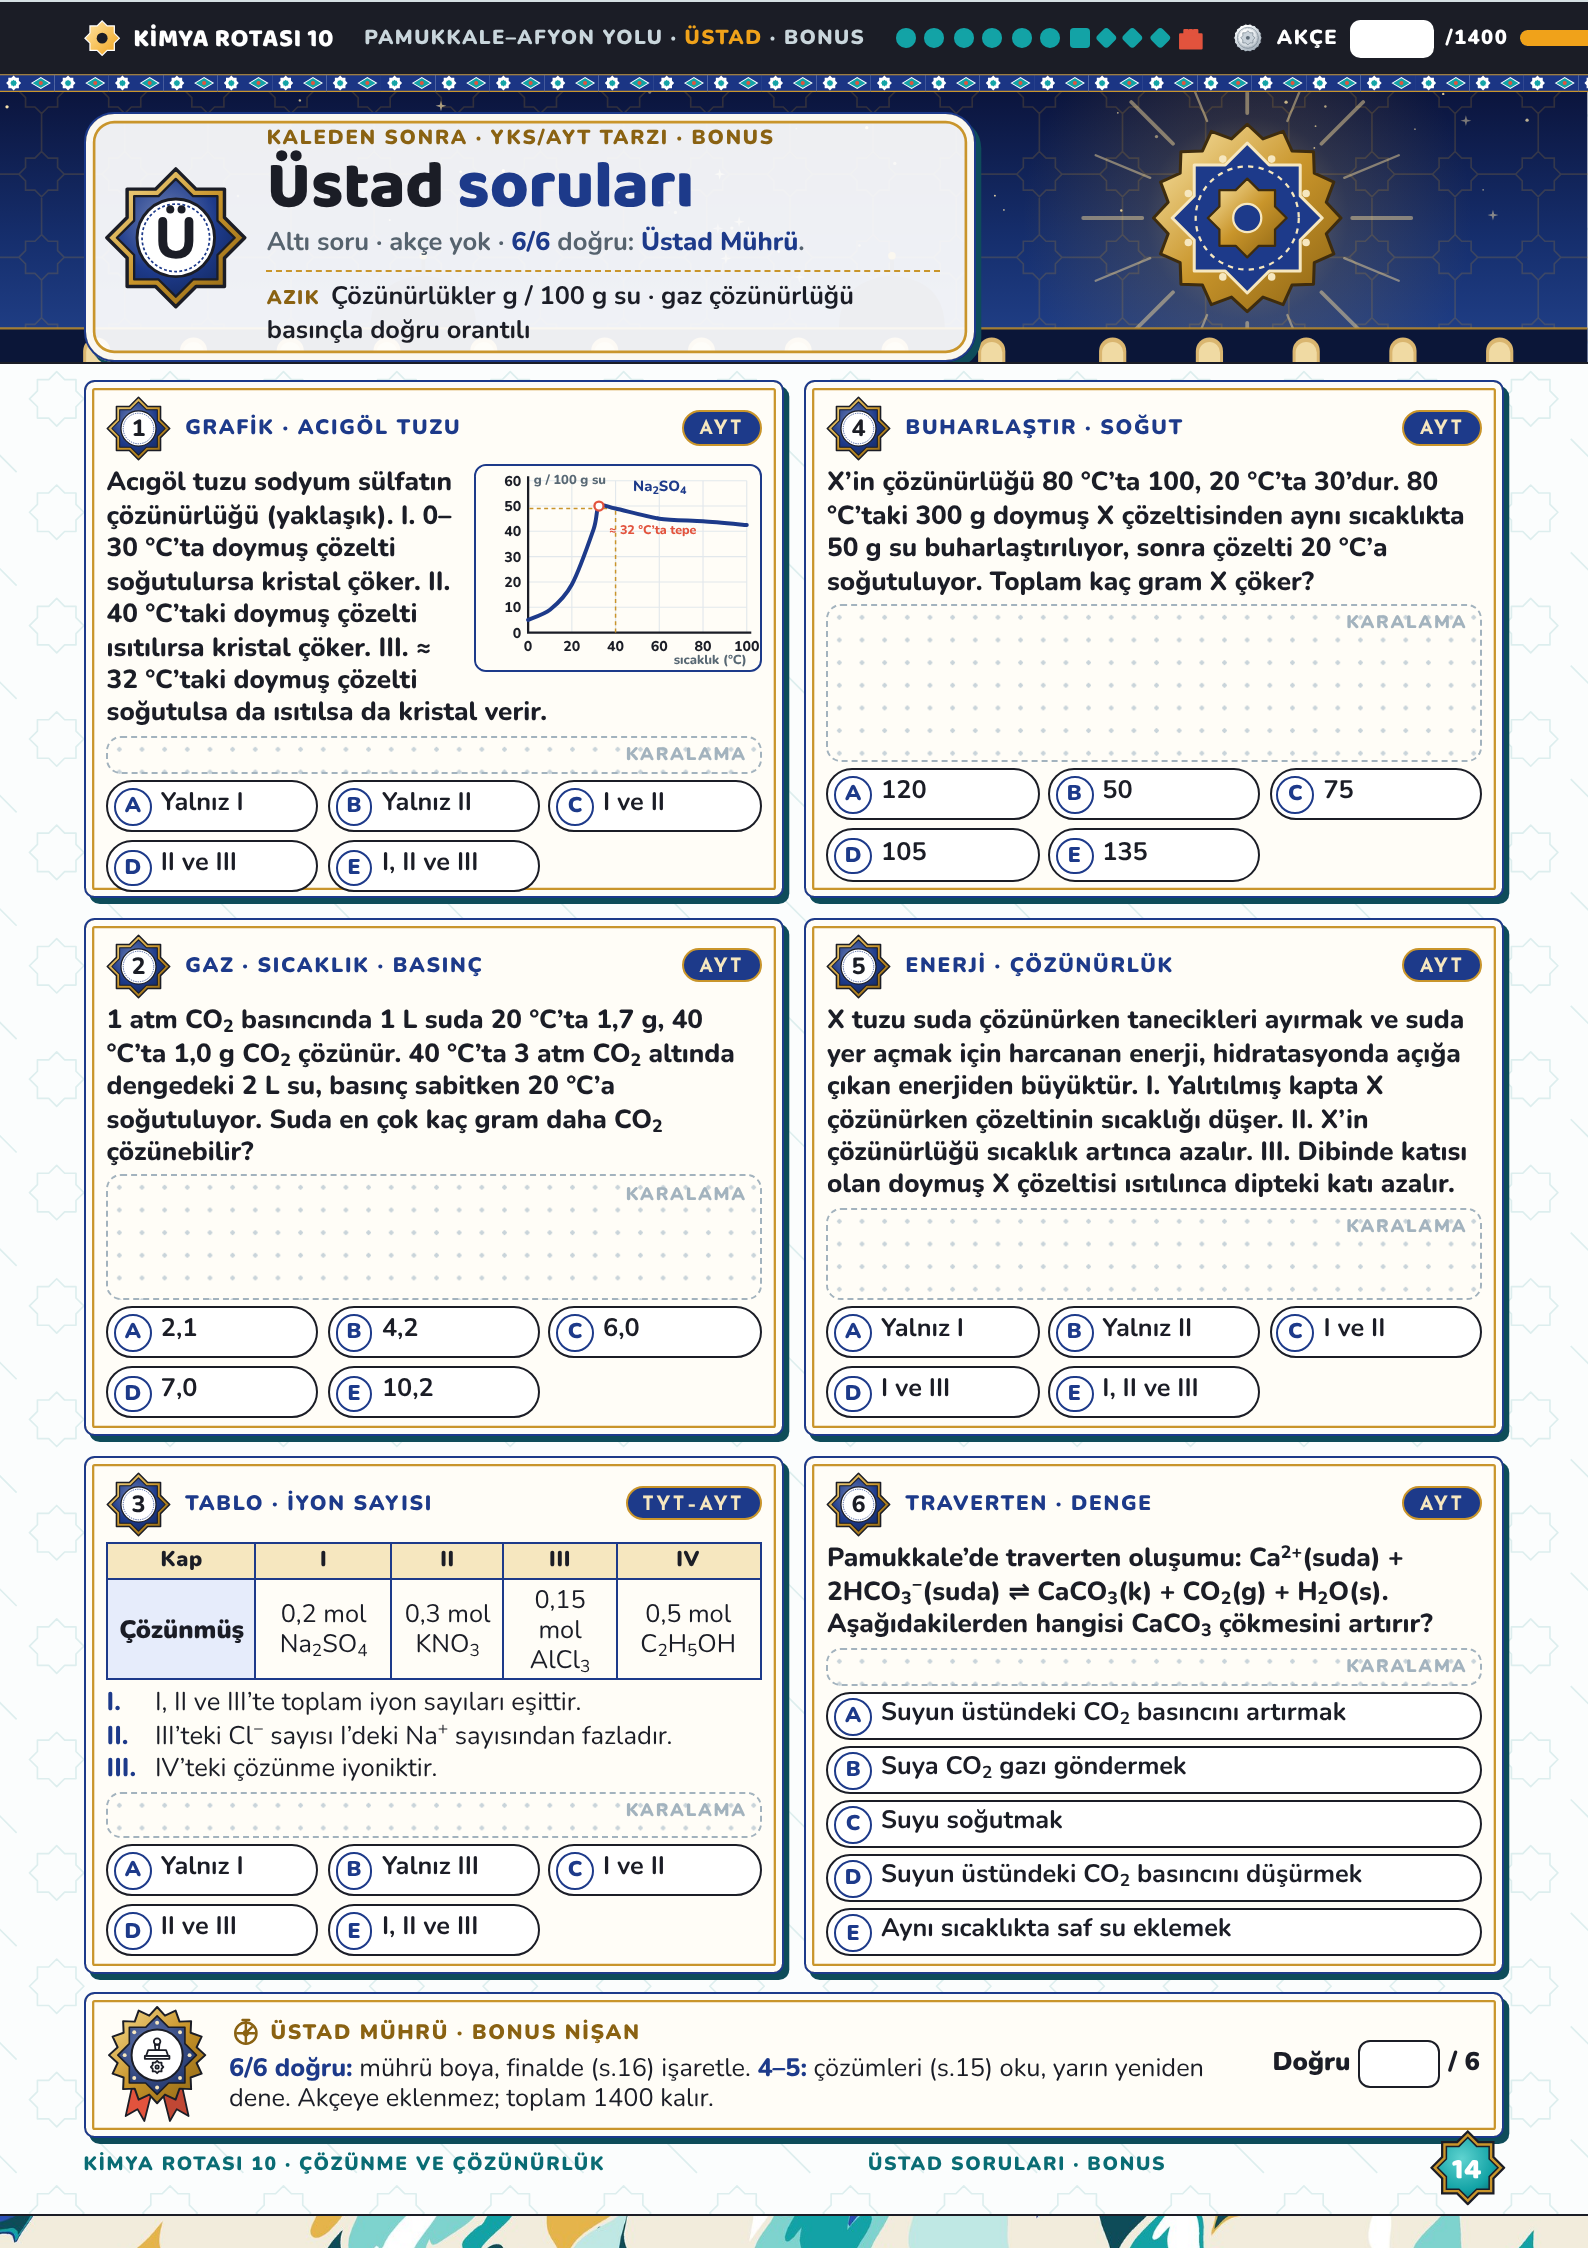 KİMYA ROTASI 10 PAMUKKALE–AFYON YOLU · ÜSTAD · BONUS AKÇE /1400
KALEDEN SONRA · YKS/AYT TARZI · BONUS
Ü
Üstad soruları
Altı soru · akçe yok · 6/6 doğru: Üstad Mührü.
AZIK Çözünürlükler g / 100 g su · gaz çözünürlüğü
basınçla doğru orantılı
1 GRAFİK · ACIGÖL TUZU AYT
Acıgöl tuzu sodyum sülfatın
çözünürlüğü (yaklaşık). I. 0–
30 °C’ta doymuş çözelti
soğutulursa kristal çöker. II.
40 °C’taki doymuş çözelti
ısıtılırsa kristal çöker. III. ≈
32 °C’taki doymuş çözelti
soğutulsa da ısıtılsa da kristal verir.
g / 100 g su
Na₂SO₄
≈ 32 °C’ta tepe
60
50
40
30
20
10
0
0 20 40 60 80 100
sıcaklık (°C)
KARALAMA
A Yalnız I B Yalnız II C I ve II
D II ve III E I, II ve III
2 GAZ · SICAKLIK · BASINÇ AYT
1 atm CO₂ basıncında 1 L suda 20 °C’ta 1,7 g, 40
°C’ta 1,0 g CO₂ çözünür. 40 °C’ta 3 atm CO₂ altında
dengedeki 2 L su, basınç sabitken 20 °C’a
soğutuluyor. Suda en çok kaç gram daha CO₂
çözünebilir?
KARALAMA
A 2,1 B 4,2 C 6,0
D 7,0 E 10,2
3 TABLO · İYON SAYISI TYT-AYT
Kap I II III IV
Çözünmüş 0,2 mol Na₂SO₄ 0,3 mol KNO₃ 0,15 mol AlCl₃ 0,5 mol C₂H₅OH
I. I, II ve III’te toplam iyon sayıları eşittir.
II. III’teki Cl⁻ sayısı I’deki Na⁺ sayısından fazladır.
III. IV’teki çözünme iyoniktir.
KARALAMA
A Yalnız I B Yalnız III C I ve II
D II ve III E I, II ve III
4 BUHARLAŞTIR · SOĞUT AYT
X’in çözünürlüğü 80 °C’ta 100, 20 °C’ta 30’dur. 80
°C’taki 300 g doymuş X çözeltisinden aynı sıcaklıkta
50 g su buharlaştırılıyor, sonra çözelti 20 °C’a
soğutuluyor. Toplam kaç gram X çöker?
KARALAMA
A 120 B 50 C 75
D 105 E 135
5 ENERJİ · ÇÖZÜNÜRLÜK AYT
X tuzu suda çözünürken tanecikleri ayırmak ve suda
yer açmak için harcanan enerji, hidratasyonda açığa
çıkan enerjiden büyüktür. I. Yalıtılmış kapta X
çözünürken çözeltinin sıcaklığı düşer. II. X’in
çözünürlüğü sıcaklık artınca azalır. III. Dibinde katısı
olan doymuş X çözeltisi ısıtılınca dipteki katı azalır.
KARALAMA
A Yalnız I B Yalnız II C I ve II
D I ve III E I, II ve III
6 TRAVERTEN · DENGE AYT
Pamukkale’de traverten oluşumu: Ca²⁺(suda) +
2HCO₃⁻(suda) ⇌ CaCO₃(k) + CO₂(g) + H₂O(s).
Aşağıdakilerden hangisi CaCO₃ çökmesini artırır?
KARALAMA
A Suyun üstündeki CO₂ basıncını artırmak
B Suya CO₂ gazı göndermek
C Suyu soğutmak
D Suyun üstündeki CO₂ basıncını düşürmek
E Aynı sıcaklıkta saf su eklemek
ÜSTAD MÜHRÜ · BONUS NİŞAN
6/6 doğru: mührü boya, finalde (s.16) işaretle. 4–5: çözümleri (s.15) oku, yarın yeniden
dene. Akçeye eklenmez; toplam 1400 kalır.
Doğru / 6
KİMYA ROTASI 10 · ÇÖZÜNME VE ÇÖZÜNÜRLÜK ÜSTAD SORULARI · BONUS 14